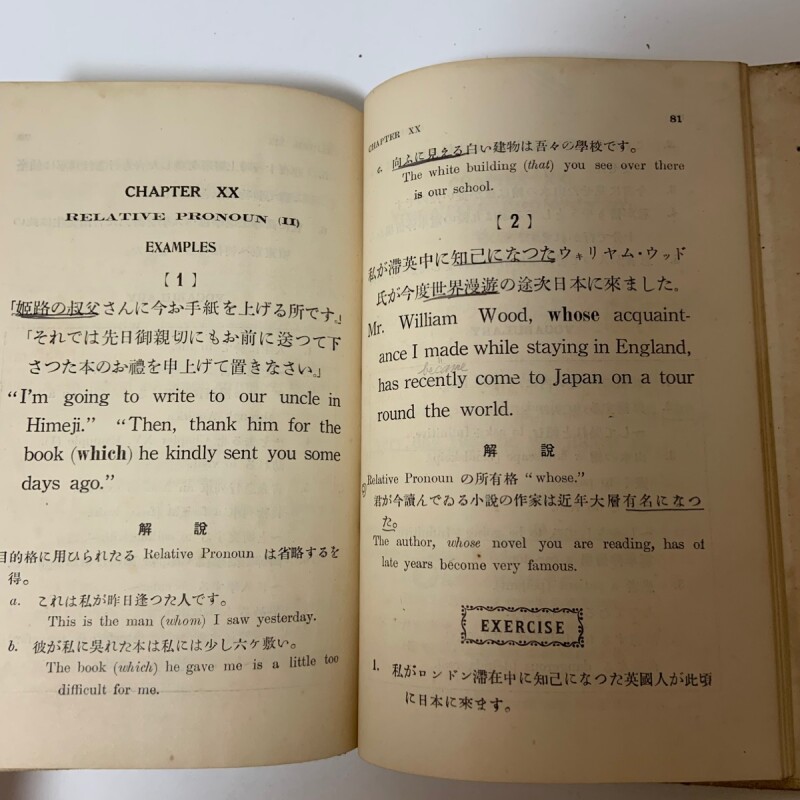 CHAPTER XX
RELATIVE PRONOUN (II)
EXAMPLES
【1】
「姫路の叔父さんに今お手紙を上げる所です。」
「それでは先日御親切にもお前に送つて下
さつた本のお禮を申上げて置きなさい。」
“I'm going to write to our uncle in
Himeji.” “Then, thank him for the
book (which) he kindly sent you some
days ago.”
解說
目的格に用ひられたる Relative Pronoun は省略するを
得。
a. これは私が昨日逢つた人です。
This is the man (whom) I saw yesterday.
b. 彼が私に吳れた本は私には少し六ケ敷い。
The book (which) he gave me is a little too
difficult for me.
CHAPTER XX 81
c. 向ふに見える白い建物は吾々の學校です。
The white building (that) you see over there
is our school.
【2】
私が滯英中に知己になつたウヰリヤム・ウッド
氏が今度世界漫遊の途次日本に來ました。
Mr. William Wood, whose acquaint-
ance I made while staying in England,
become
has recently come to Japan on a tour
round the world.
解說
Relative Pronoun の所有格 “whose.”
君が今讀んでゐる小說の作家は近年大層有名になつ
た。
The author, whose novel you are reading, has of
late years become very famous.
EXERCISE
1. 私がロンドン滯在中に知己になつた英國人が此頃
に日本に來ます。